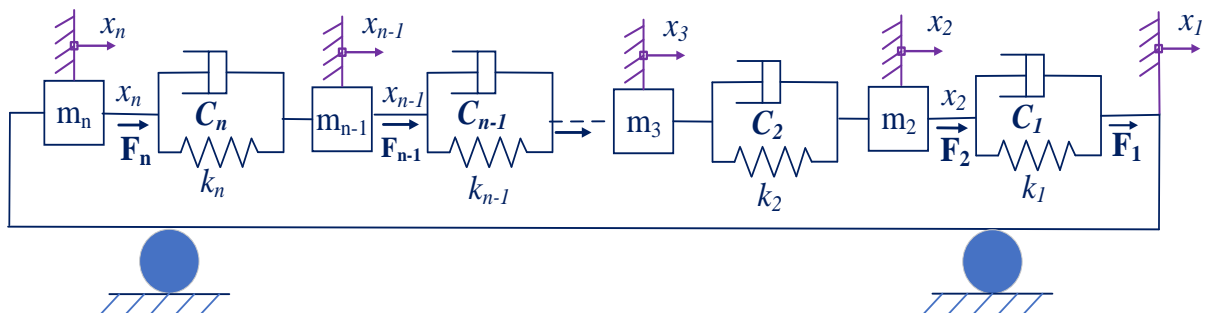 xₙ xₙ₋₁ x₃ x₂ x₁
mₙ xₙ Fₙ Cₙ kₙ
mₙ₋₁ xₙ₋₁ Fₙ₋₁ Cₙ₋₁ kₙ₋₁
m₃ C₂ k₂
m₂ x₂ F₂ C₁ k₁ F₁